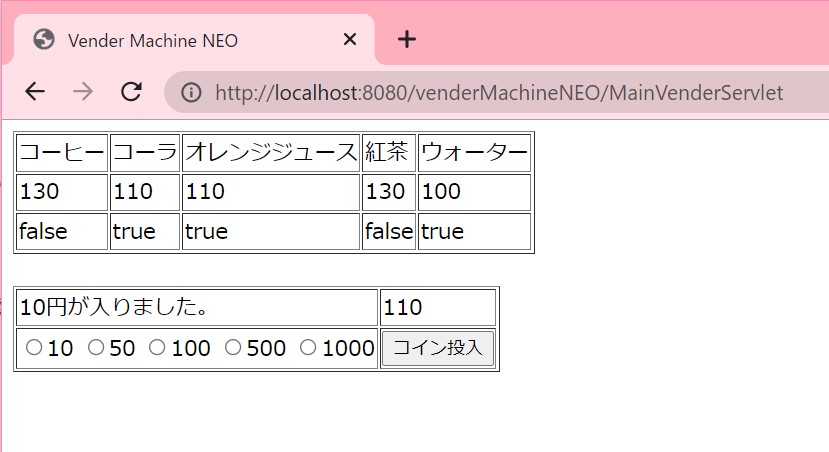 Vender Machine NEO
http://localhost:8080/venderMachineNEO/MainVenderServlet
コーヒー コーラ オレンジジュース 紅茶 ウォーター
130 110 110 130 100
false true true false true
10円が入りました。 110
10 50 100 500 1000 コイン投入